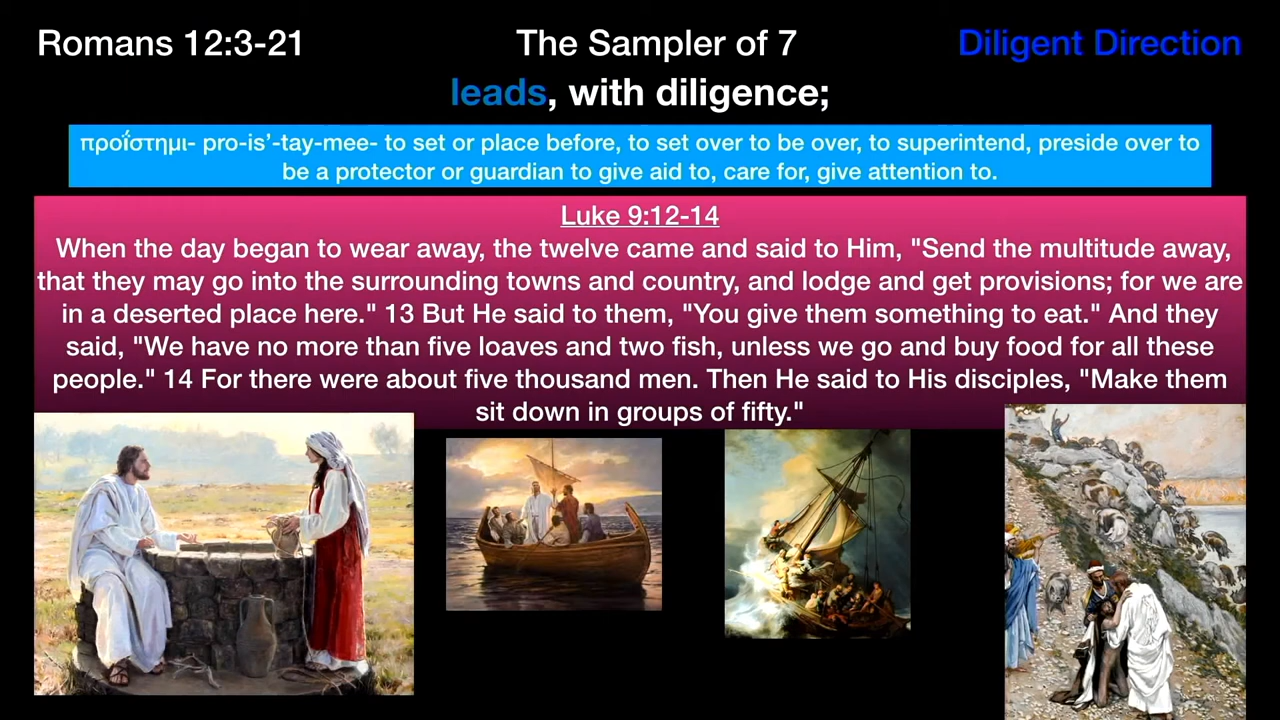 Romans 12:3-21
The Sampler of 7
Diligent Direction
leads, with diligence;
προΐστημι- pro-is’-tay-mee- to set or place before, to set over to be over, to superintend, preside over to
be a protector or guardian to give aid to, care for, give attention to.
Luke 9:12-14
When the day began to wear away, the twelve came and said to Him, "Send the multitude away,
that they may go into the surrounding towns and country, and lodge and get provisions; for we are
in a deserted place here." 13 But He said to them, "You give them something to eat." And they
said, "We have no more than five loaves and two fish, unless we go and buy food for all these
people." 14 For there were about five thousand men. Then He said to His disciples, "Make them
sit down in groups of fifty."